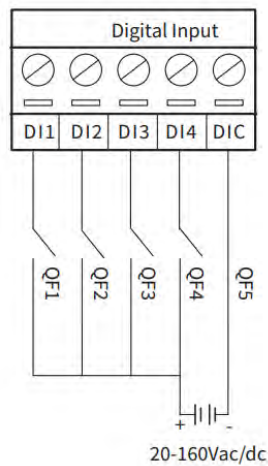 Digital Input
DI1 DI2 DI3 DI4 DIC
QF1 QF2 QF3 QF4 QF5
+ -
20-160Vac/dc